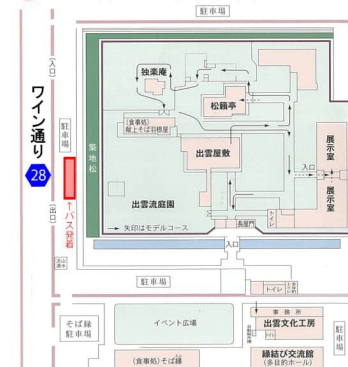 駐車場
(入口)
ワイン通り
28
駐車場
↑バス発着
(出口)
築地松
独楽庵
松籟亭
(食事処)
献上そば羽根屋
出雲屋敷
展示室
入口
展示室
出雲流庭園
→ 矢印はモデルコース
トイレ
長屋門
入口
駐車場
トイレ
そば縁
駐車場
イベント広場
事務所
出雲文化工房
駐車場
(食事処)そば縁
縁結び交流館
(多目的ホール)